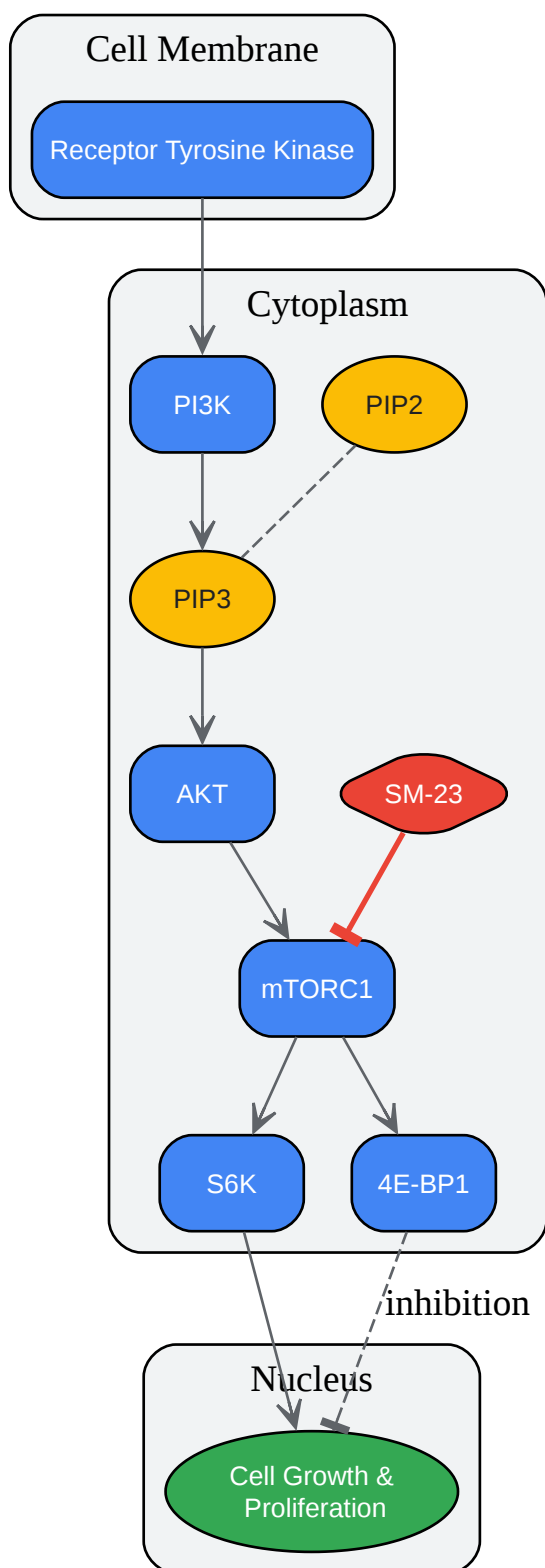 Cell Membrane
Receptor Tyrosine Kinase
Cytoplasm
PI3K
PIP2
PIP3
AKT
SM-23
mTORC1
S6K
4E-BP1
inhibition
Nucleus
Cell Growth &
Proliferation